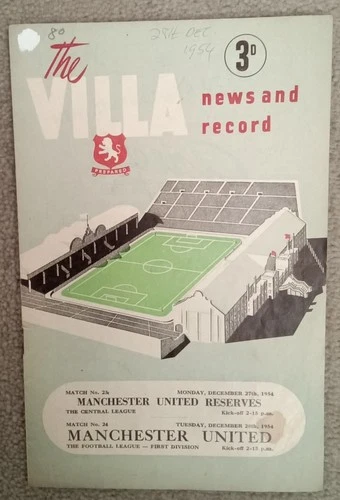 80
28th DEC
1954
The
3D
VILLA
news and
record
PREPARED
MATCH No. 23 MONDAY, DECEMBER 27th, 1954
MANCHESTER UNITED RESERVES
THE CENTRAL LEAGUE Kick-off 2-15 p.m.
MATCH No. 24 TUESDAY, DECEMBER 28th, 1954
MANCHESTER UNITED
THE FOOTBALL LEAGUE — FIRST DIVISION Kick-off 2-15 p.m.